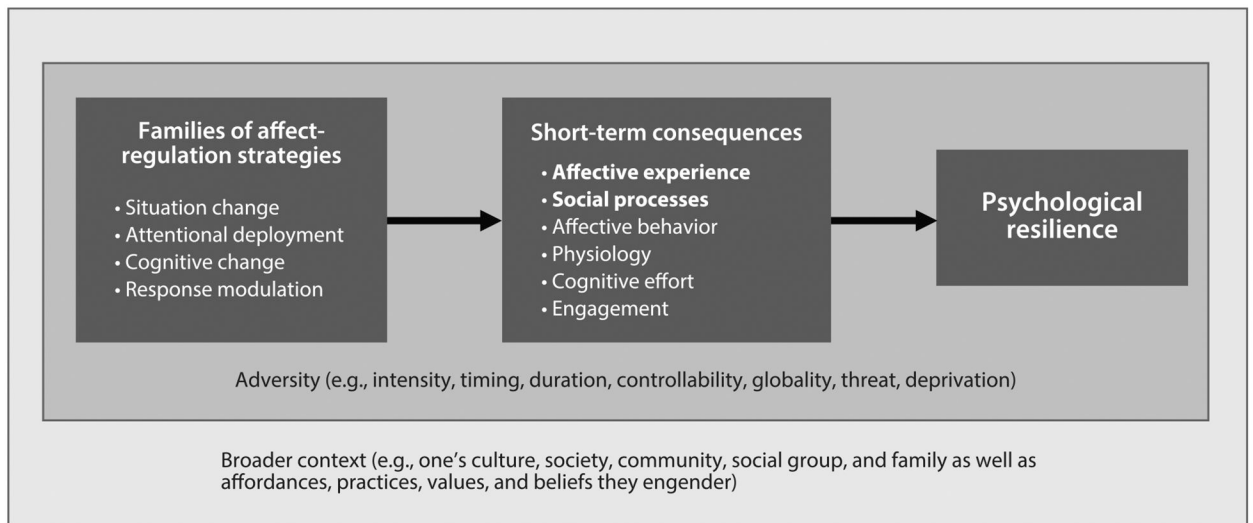 Families of affect-
regulation strategies
• Situation change
• Attentional deployment
• Cognitive change
• Response modulation
Short-term consequences
• Affective experience
• Social processes
• Affective behavior
• Physiology
• Cognitive effort
• Engagement
Psychological
resilience
Adversity (e.g., intensity, timing, duration, controllability, globality, threat, deprivation)
Broader context (e.g., one’s culture, society, community, social group, and family as well as
affordances, practices, values, and beliefs they engender)